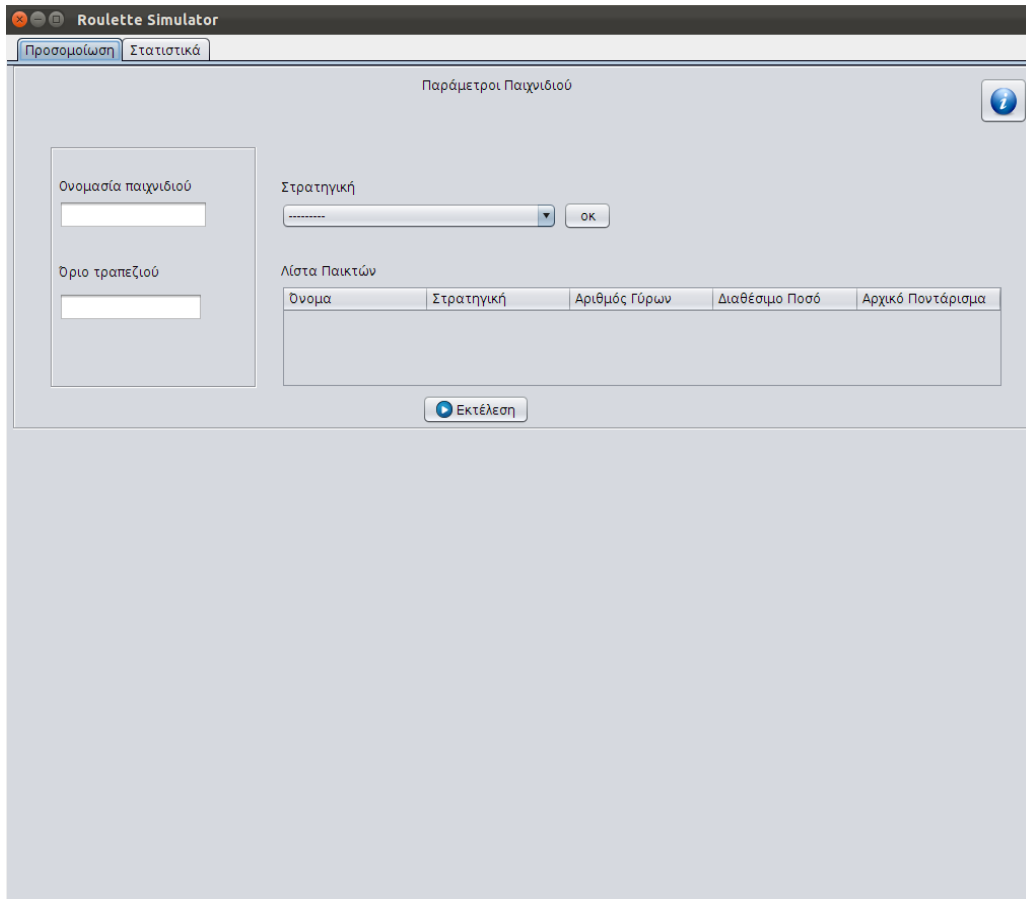 Roulette Simulator
Προσομοίωση Στατιστικά
Παράμετροι Παιχνιδιού
Ονομασία παιχνιδιού
Στρατηγική
---------
οκ
Όριο τραπεζιού
Λίστα Παικτών
Όνομα Στρατηγική Αριθμός Γύρων Διαθέσιμο Ποσό Αρχικό Ποντάρισμα
Εκτέλεση